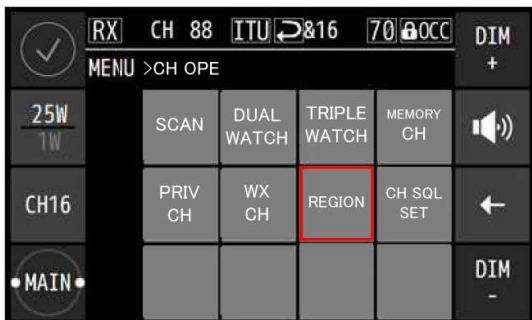 RX CH 88 ITU &16 70 OCC DIM +
MENU >CH OPE
25W
1W
SCAN
DUAL
WATCH
TRIPLE
WATCH
MEMORY
CH
CH16
PRIV
CH
WX
CH
REGION
CH SQL
SET
MAIN
DIM
-